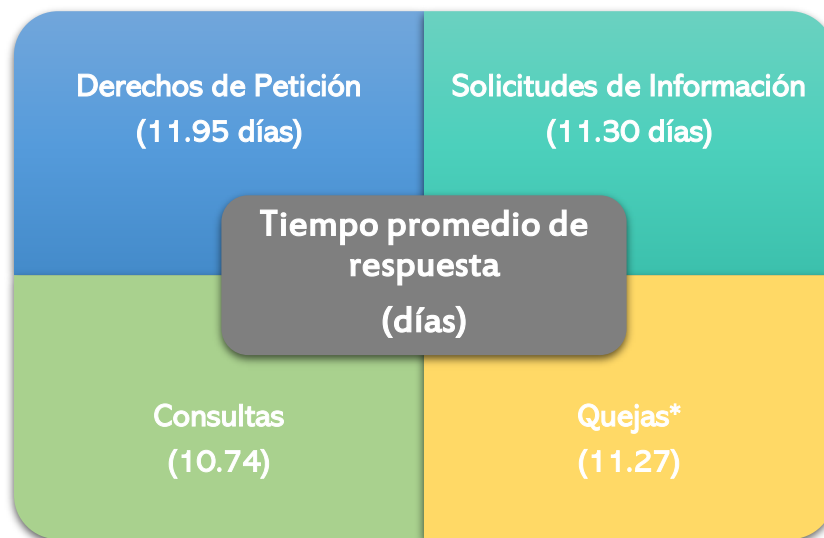 Derechos de Petición
(11.95 días)
Solicitudes de Información
(11.30 días)
Tiempo promedio de
respuesta
(días)
Consultas
(10.74)
Quejas*
(11.27)